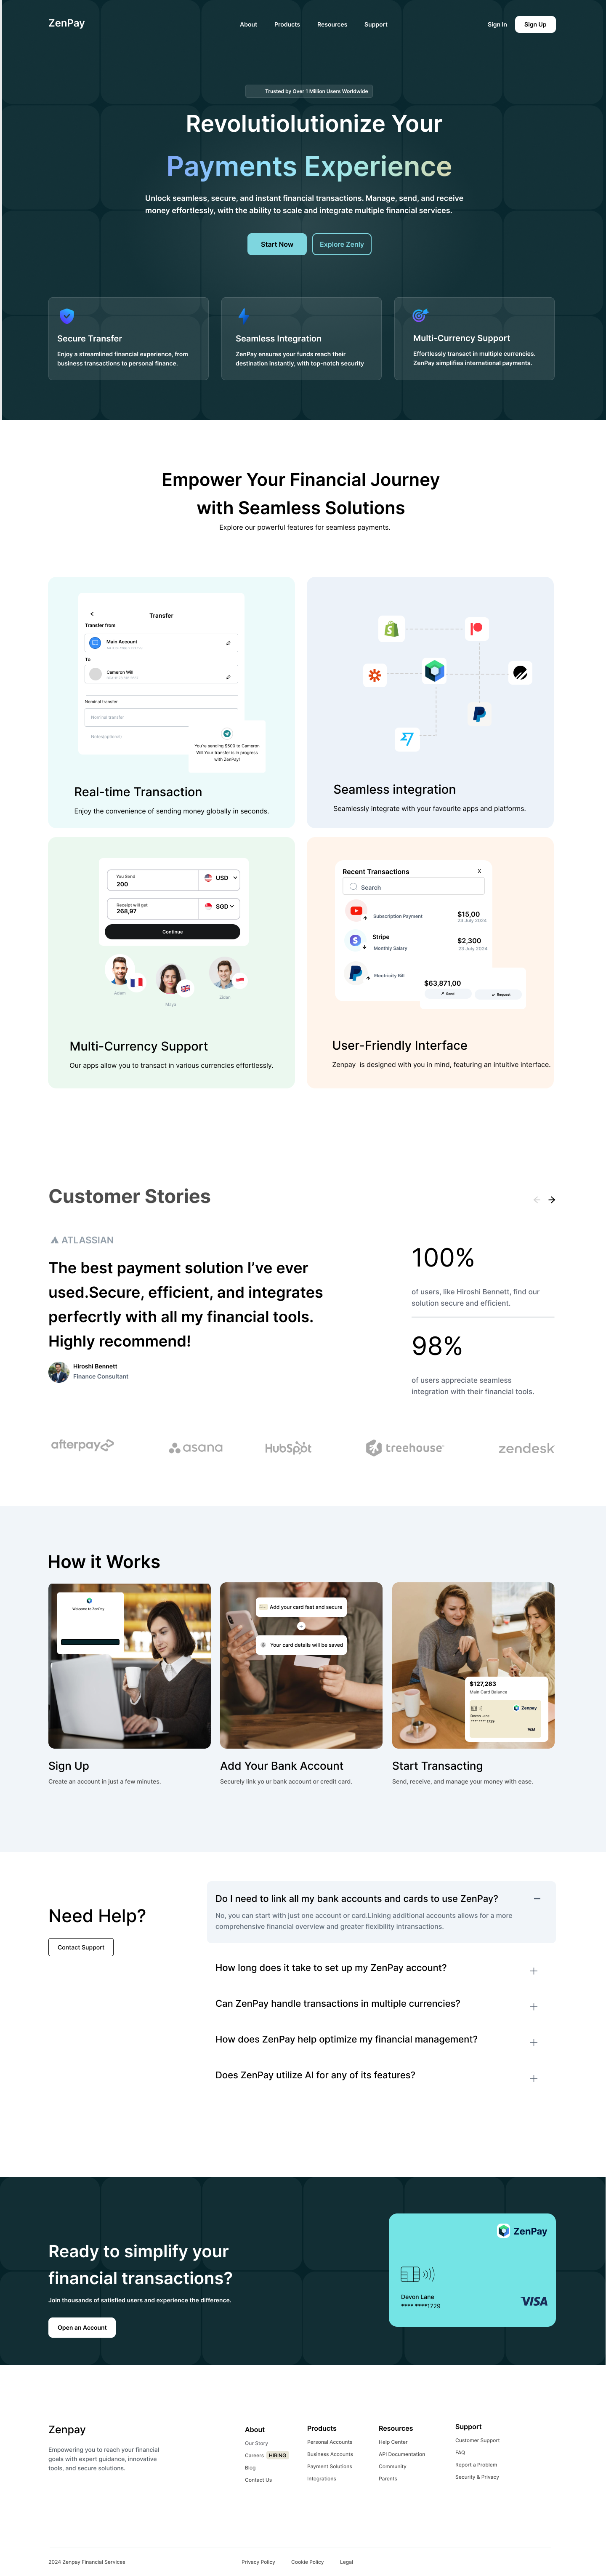 ZenPay
About
Products
Resources
Support
Sign In
Sign Up
Trusted by Over 1 Million Users Worldwide
Revolutiolutionize Your
Payments Experience
Unlock seamless, secure, and instant financial transactions. Manage, send, and receive
money effortlessly, with the ability to scale and integrate multiple financial services.
Start Now
Explore Zenly
Secure Transfer
Enjoy a streamlined financial experience, from
business transactions to personal finance.
Seamless Integration
ZenPay ensures your funds reach their
destination instantly, with top-notch security
Multi-Currency Support
Effortlessly transact in multiple currencies.
ZenPay simplifies international payments.
Empower Your Financial Journey
with Seamless Solutions
Explore our powerful features for seamless payments.
Transfer
Transfer from
Main Account
To
Cameron Will
Nominal transfer
Nominal transfer
Notes(optional)
You're sending $500 to Cameron
Will.Your transfer is in progress
with ZenPay!
Real-time Transaction
Enjoy the convenience of sending money globally in seconds.
Seamless integration
Seamlessly integrate with your favourite apps and platforms.
You Send
200
USD
Receipt will get
268,97
SGD
Continue
Adam
Maya
Zidan
Multi-Currency Support
Our apps allow you to transact in various currencies effortlessly.
Recent Transactions
X
Search
Subscription Payment
$15,00
23 July 2024
Stripe
Monthly Salary
$2,300
23 July 2024
Electricity Bill
$63,871,00
Send
Request
User-Friendly Interface
Zenpay is designed with you in mind, featuring an intuitive interface.
Customer Stories
ATLASSIAN
The best payment solution I've ever
used.Secure, efficient, and integrates
perfecrtly with all my financial tools.
Highly recommend!
Hiroshi Bennett
Finance Consultant
100%
of users, like Hiroshi Bennett, find our
solution secure and efficient.
98%
of users appreciate seamless
integration with their financial tools.
afterpay
asana
HubSpot
treehouse
zendesk
How it Works
Welcome to ZenPay
Sign Up
Create an account in just a few minutes.
Add your card fast and secure
Your card details will be saved
Add Your Bank Account
Securely link yo ur bank account or credit card.
$127,283
Main Card Balance
Zenpay
Devon Lane
**** **** 1729
VISA
Start Transacting
Send, receive, and manage your money with ease.
Need Help?
Contact Support
Do I need to link all my bank accounts and cards to use ZenPay?
No, you can start with just one account or card.Linking additional accounts allows for a more
comprehensive financial overview and greater flexibility intransactions.
How long does it take to set up my ZenPay account?
Can ZenPay handle transactions in multiple currencies?
How does ZenPay help optimize my financial management?
Does ZenPay utilize AI for any of its features?
Ready to simplify your
financial transactions?
Join thousands of satisfied users and experience the difference.
Open an Account
ZenPay
Devon Lane
**** ****1729
VISA
Zenpay
Empowering you to reach your financial
goals with expert guidance, innovative
tools, and secure solutions.
About
Our Story
Careers HIRING
Blog
Contact Us
Products
Personal Accounts
Business Accounts
Payment Solutions
Integrations
Resources
Help Center
API Documentation
Community
Parents
Support
Customer Support
FAQ
Report a Problem
Security & Privacy
2024 Zenpay Financial Services
Privacy Policy
Cookie Policy
Legal